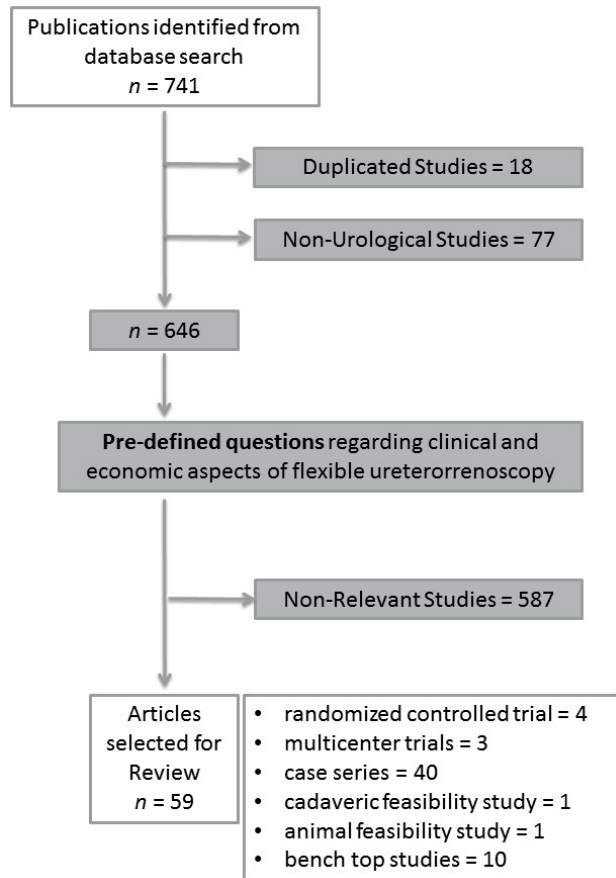 Publications identified from
database search
n = 741
Duplicated Studies = 18
Non-Urological Studies = 77
n = 646
Pre-defined questions regarding clinical and
economic aspects of flexible ureterorrenoscopy
Non-Relevant Studies = 587
Articles
selected for
Review
n = 59
• randomized controlled trial = 4
• multicenter trials = 3
• case series = 40
• cadaveric feasibility study = 1
• animal feasibility study = 1
• bench top studies = 10